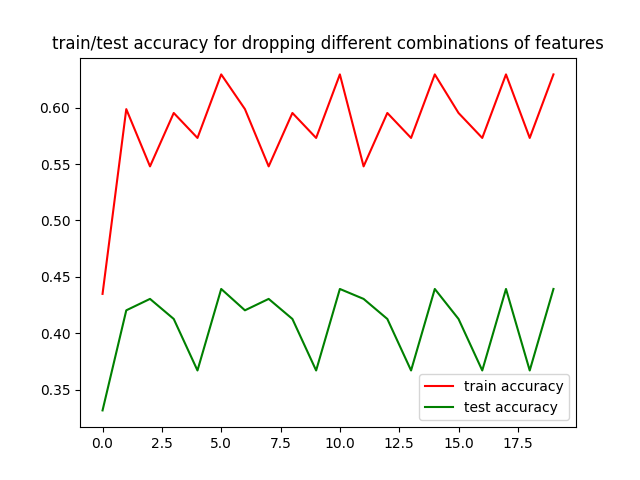 train/test accuracy for dropping different combinations of features
0.60
0.55
0.50
0.45
0.40
0.35
train accuracy
test accuracy
0.0 2.5 5.0 7.5 10.0 12.5 15.0 17.5